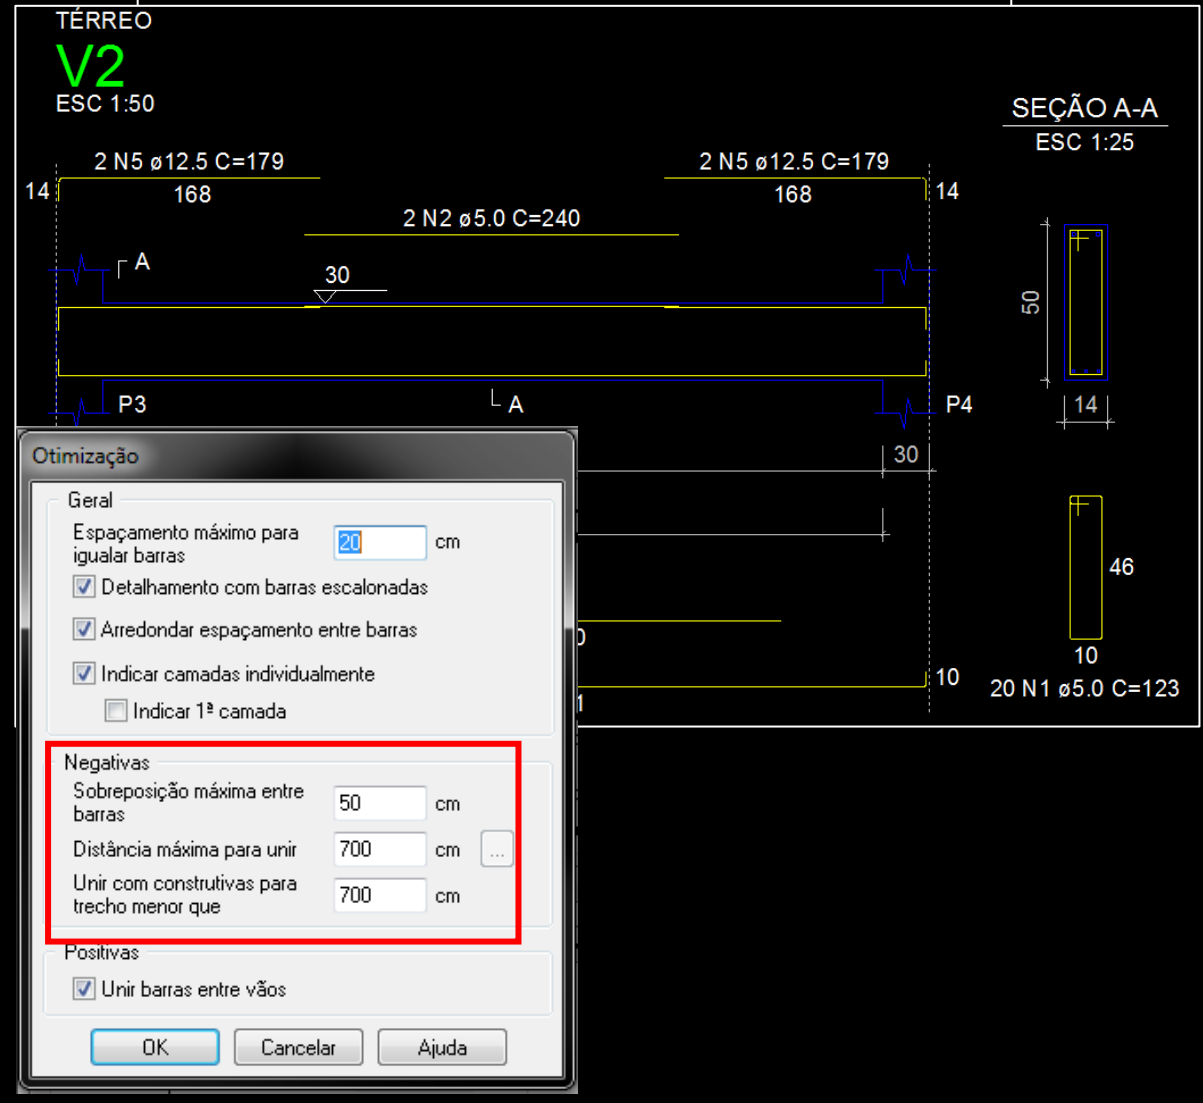 TÉRREO
V2
ESC 1:50
SEÇÃO A-A
ESC 1:25
2 N5 ø12.5 C=179
2 N5 ø12.5 C=179
14
168
168
14
2 N2 ø5.0 C=240
A
30
50
P3
A
P4
14
30
46
10
10
20 N1 ø5.0 C=123
Otimização
Geral
Espaçamento máximo para
igualar barras
20
cm
Detalhamento com barras escalonadas
Arredondar espaçamento entre barras
Indicar camadas individualmente
Indicar 1ª camada
Negativas
Sobreposição máxima entre
barras
50
cm
Distância máxima para unir
700
cm
...
Unir com construtivas para
trecho menor que
700
cm
Positivas
Unir barras entre vãos
OK
Cancelar
Ajuda